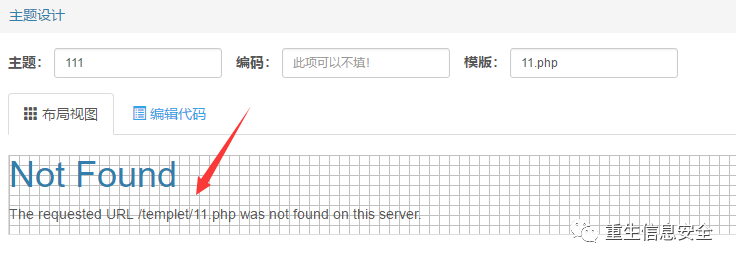 主题设计
主题： 111 编码： 此项可以不填! 模版： 11.php
布局视图 编辑代码
Not Found
The requested URL /templet/11.php was not found on this server.
重生信息安全